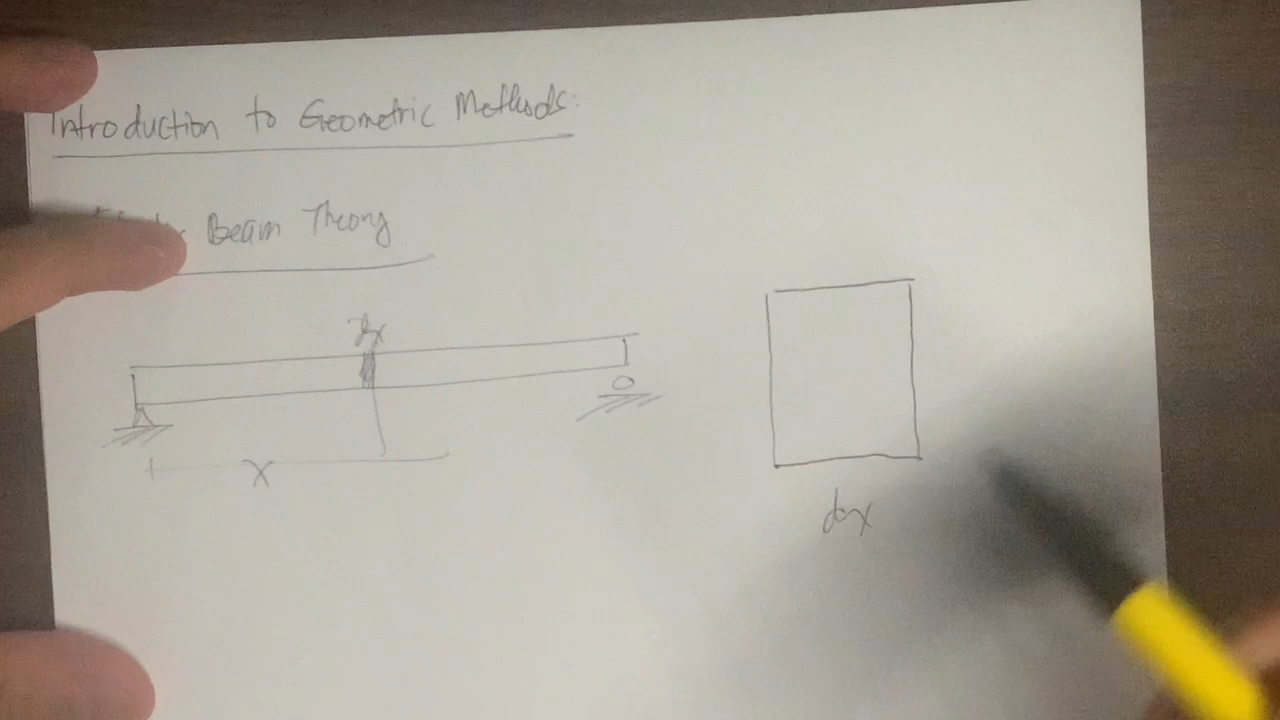 Introduction to Geometric Methods:
Beam Theory
dx
X
dx